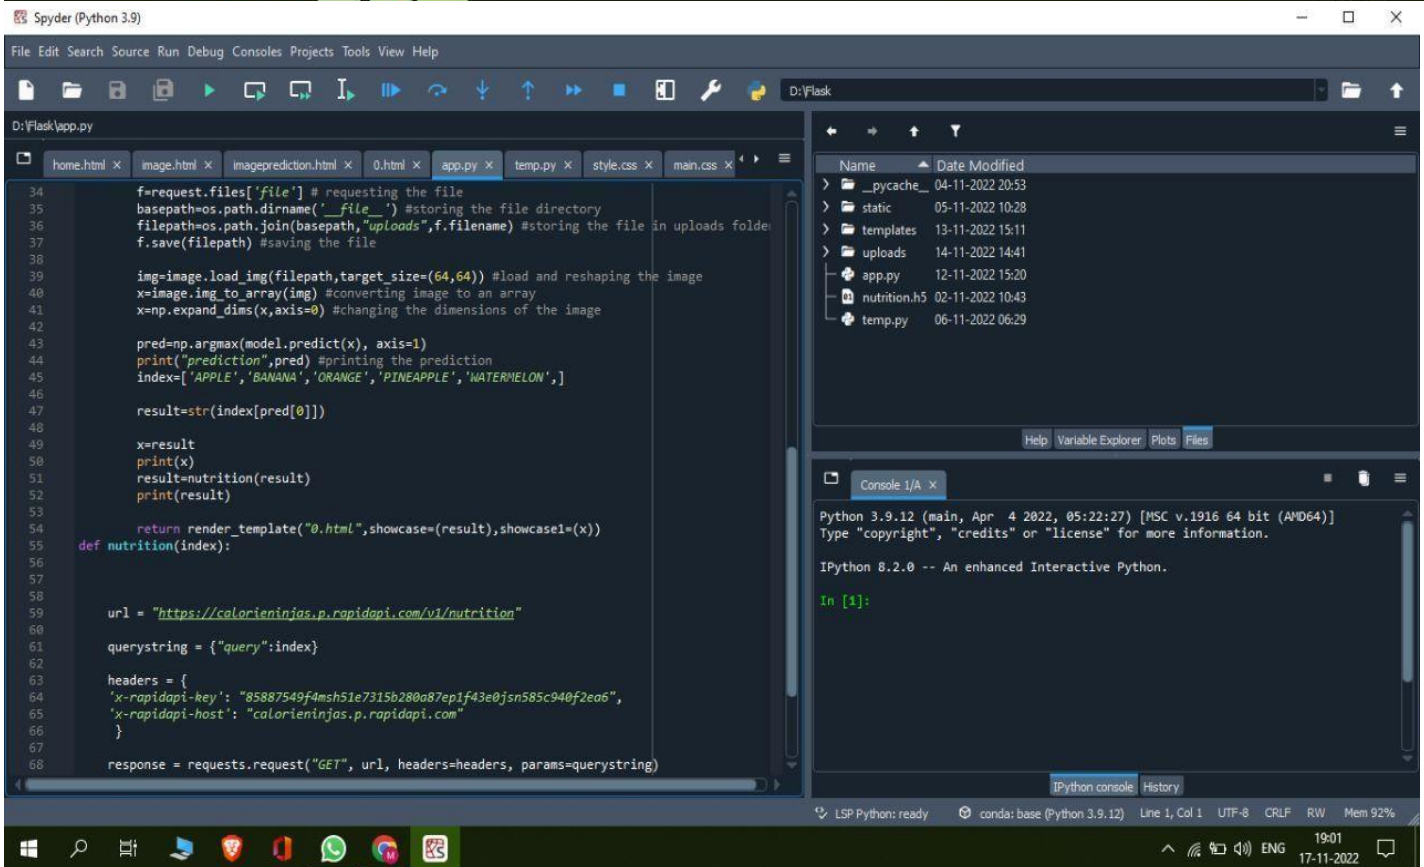 Spyder (Python 3.9)
File Edit Search Source Run Debug Consoles Projects Tools View Help
D:\Flask
D:\Flask\app.py
home.html × image.html × imageprediction.html × 0.html × app.py × temp.py × style.css × main.css ×
34 f=request.files['file'] # requesting the file
35 basepath=os.path.dirname('__file__') #storing the file directory
36 filepath=os.path.join(basepath,"uploads",f.filename) #storing the file in uploads folde
37 f.save(filepath) #saving the file
38
39 img=image.load_img(filepath,target_size=(64,64)) #load and reshaping the image
40 x=image.img_to_array(img) #converting image to an array
41 x=np.expand_dims(x,axis=0) #changing the dimensions of the image
42
43 pred=np.argmax(model.predict(x), axis=1)
44 print("prediction",pred) #printing the prediction
45 index=['APPLE','BANANA','ORANGE','PINEAPPLE','WATERMELON',]
46
47 result=str(index[pred[0]])
48
49 x=result
50 print(x)
51 result=nutrition(result)
52 print(result)
53
54 return render_template("0.html",showcase=(result),showcase1=(x))
55 def nutrition(index):
56
57
58
59 url = "https://calorieninjas.p.rapidapi.com/v1/nutrition"
60
61 querystring = {"query":index}
62
63 headers = {
64 'x-rapidapi-key': "85887549f4msh51e7315b280a87ep1f43e0jsn585c940f2ea6",
65 'x-rapidapi-host': "calorieninjas.p.rapidapi.com"
66 }
67
68 response = requests.request("GET", url, headers=headers, params=querystring)
Name Date Modified
__pycache__ 04-11-2022 20:53
static 05-11-2022 10:28
templates 13-11-2022 15:11
uploads 14-11-2022 14:41
app.py 12-11-2022 15:20
nutrition.h5 02-11-2022 10:43
temp.py 06-11-2022 06:29
Help Variable Explorer Plots Files
Console 1/A ×
Python 3.9.12 (main, Apr 4 2022, 05:22:27) [MSC v.1916 64 bit (AMD64)]
Type "copyright", "credits" or "license" for more information.
IPython 8.2.0 -- An enhanced Interactive Python.
In [1]:
IPython console History
LSP Python: ready conda: base (Python 3.9.12) Line 1, Col 1 UTF-8 CRLF RW Mem 92%
ENG
19:01
17-11-2022